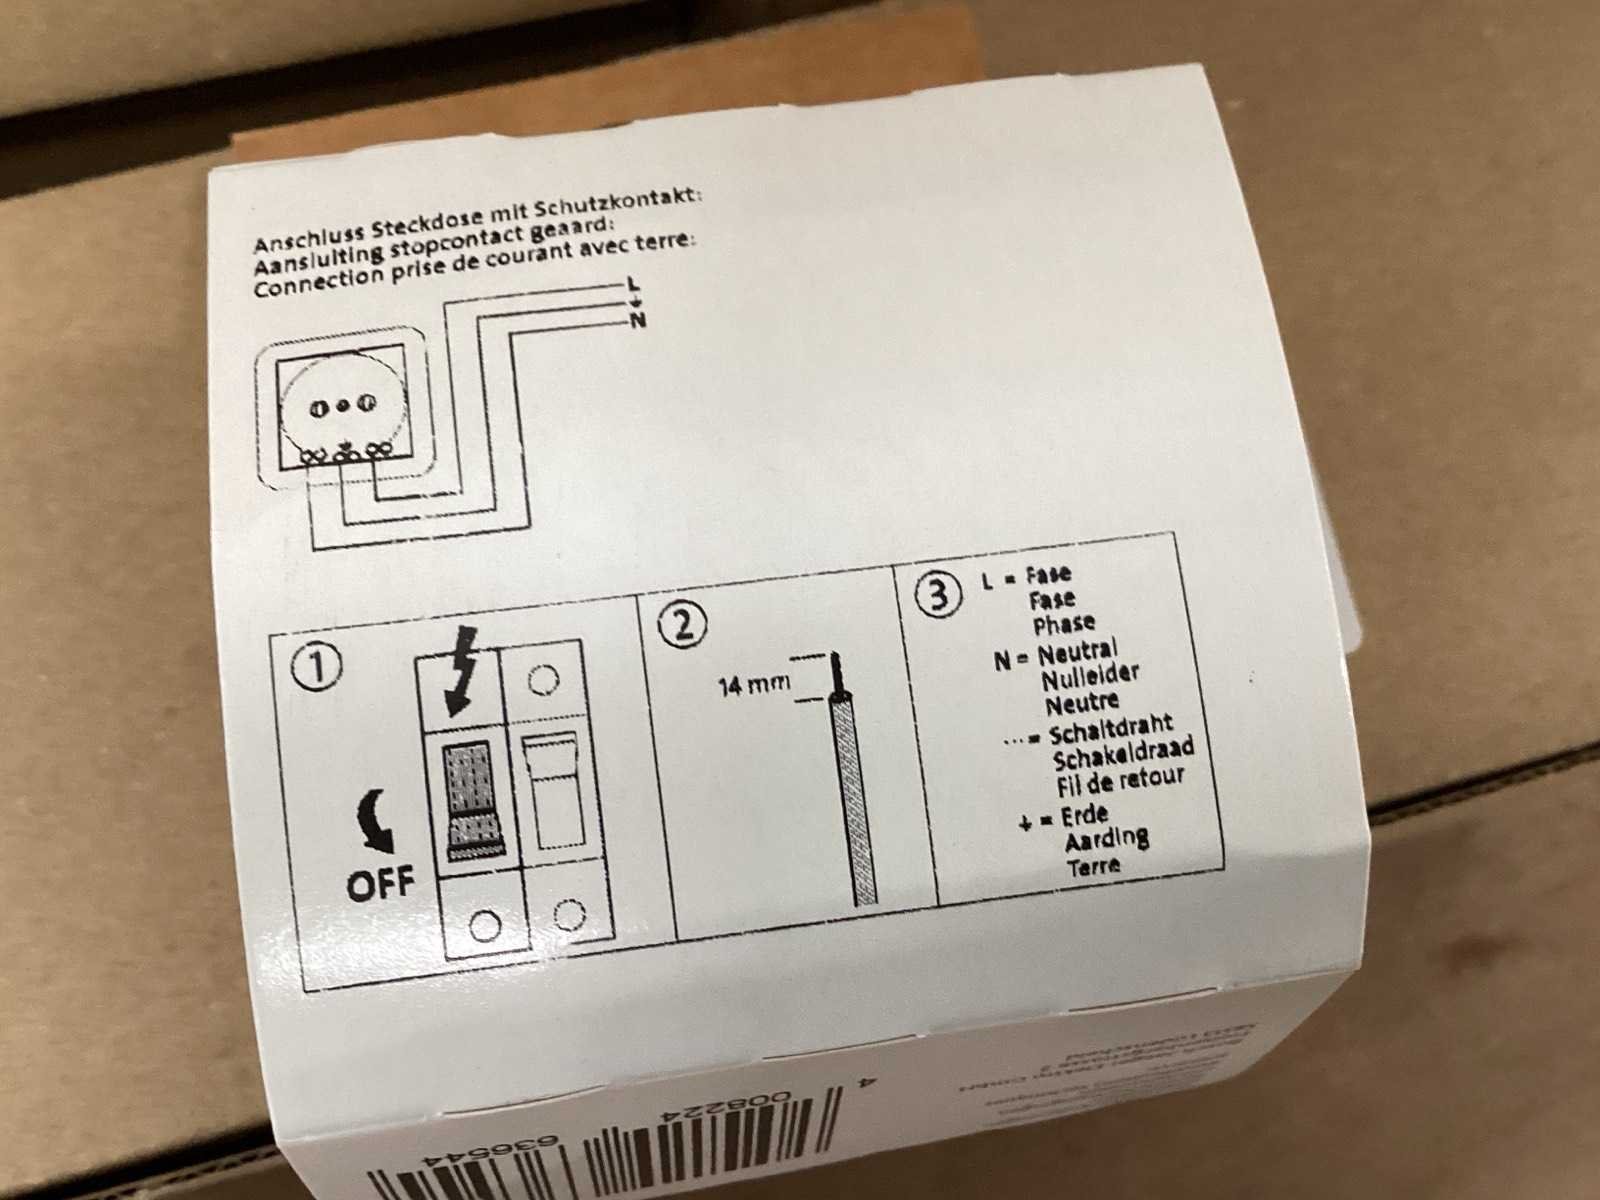 Anschluss Steckdose mit Schutzkontakt:
Aansluiting stopcontact geaard:
Connection prise de courant avec terre:
L
N
1
OFF
2
14 mm
3
L = Fase
Fase
Phase
N = Neutral
Nulleider
Neutre
...= Schaltdraht
Schakeldraad
Fil de retour
⏚ = Erde
Aarding
Terre
4 008224 636544